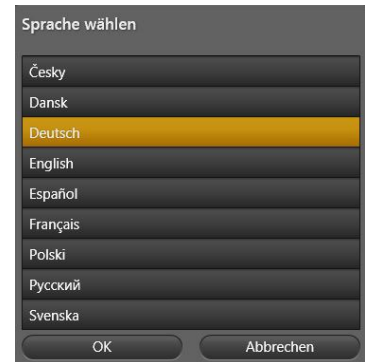 Sprache wählen
Česky
Dansk
Deutsch
English
Español
Français
Polski
Русский
Svenska
OK Abbrechen